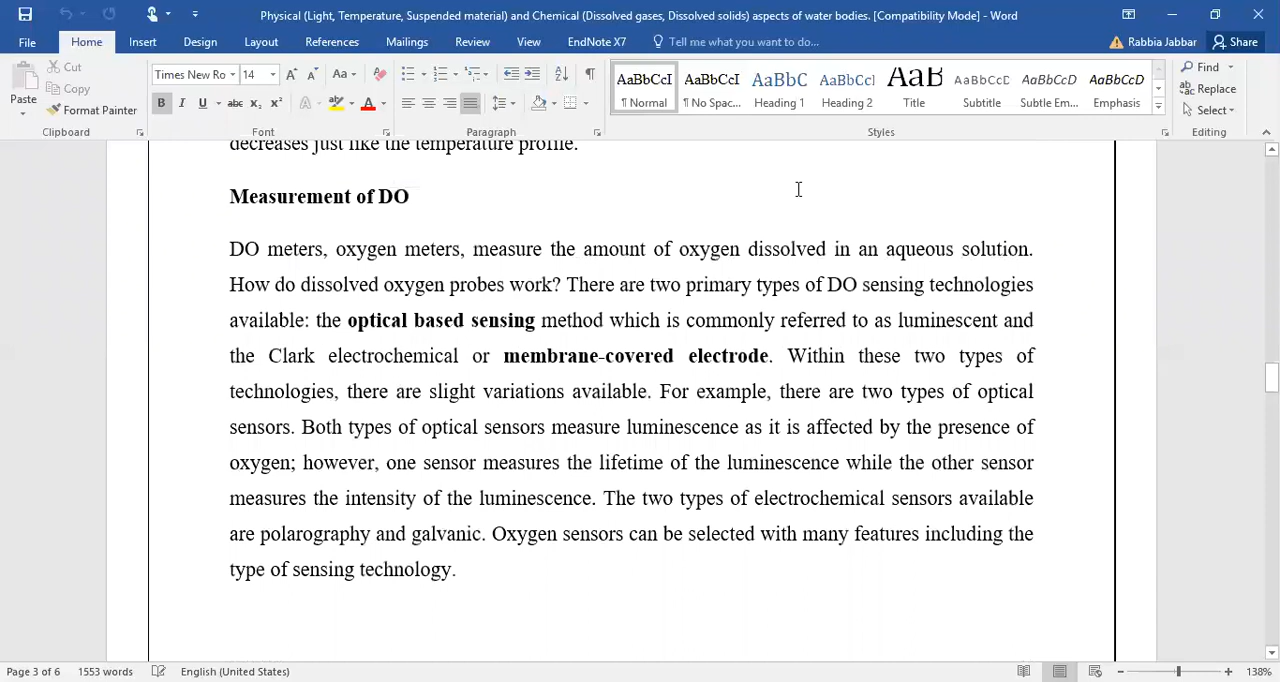 Physical (Light, Temperature, Suspended material) and Chemical (Dissolved gases, Dissolved solids) aspects of water bodies. [Compatibility Mode] - Word
File Home Insert Design Layout References Mailings Review View EndNote X7 Tell me what you want to do... Rabbia Jabbar Share
Paste Cut Copy Format Painter
Times New Ro 14 Aa
B I U abc x₂ x² A A
AaBbCcI AaBbCcI AaBbC AaBbCcI AaB AaBbCcD AaBbCcD AaBbCcD
¶ Normal ¶ No Spac... Heading 1 Heading 2 Title Subtitle Subtle Em... Emphasis
Find
Replace
Select
Clipboard Font Paragraph Styles Editing
decreases just like the temperature profile.
Measurement of DO
DO meters, oxygen meters, measure the amount of oxygen dissolved in an aqueous solution.
How do dissolved oxygen probes work? There are two primary types of DO sensing technologies
available: the optical based sensing method which is commonly referred to as luminescent and
the Clark electrochemical or membrane-covered electrode. Within these two types of
technologies, there are slight variations available. For example, there are two types of optical
sensors. Both types of optical sensors measure luminescence as it is affected by the presence of
oxygen; however, one sensor measures the lifetime of the luminescence while the other sensor
measures the intensity of the luminescence. The two types of electrochemical sensors available
are polarography and galvanic. Oxygen sensors can be selected with many features including the
type of sensing technology.
Page 3 of 6 1553 words English (United States) 138%